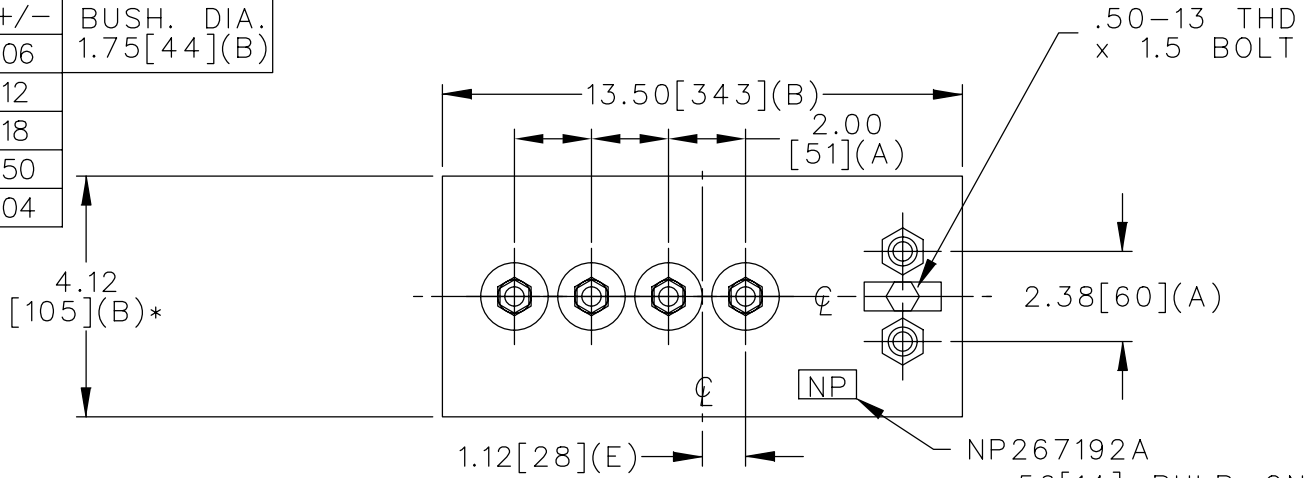 +/-
06
12
18
50
04
BUSH. DIA.
1.75[44](B)
.50-13 THD
x 1.5 BOLT
13.50[343](B)
2.00
[51](A)
4.12
[105](B)*
℄
2.38[60](A)
℄
NP
1.12[28](E)
NP267192A